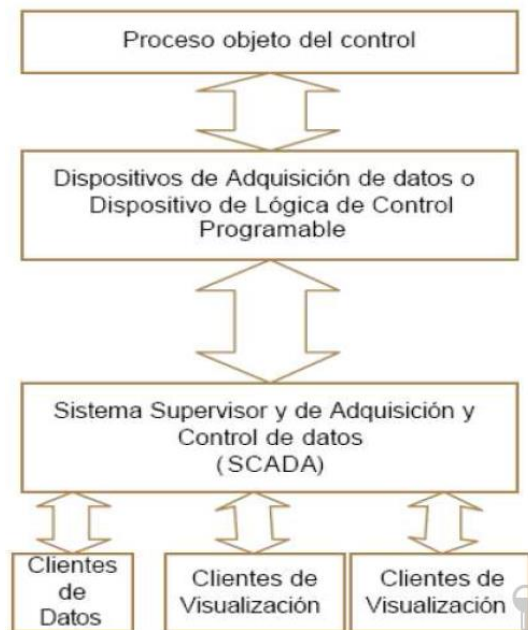 Proceso objeto del control
Dispositivos de Adquisición de datos o
Dispositivo de Lógica de Control
Programable
Sistema Supervisor y de Adquisición y
Control de datos
(SCADA)
Clientes
de
Datos
Clientes de
Visualización
Clientes de
Visualización